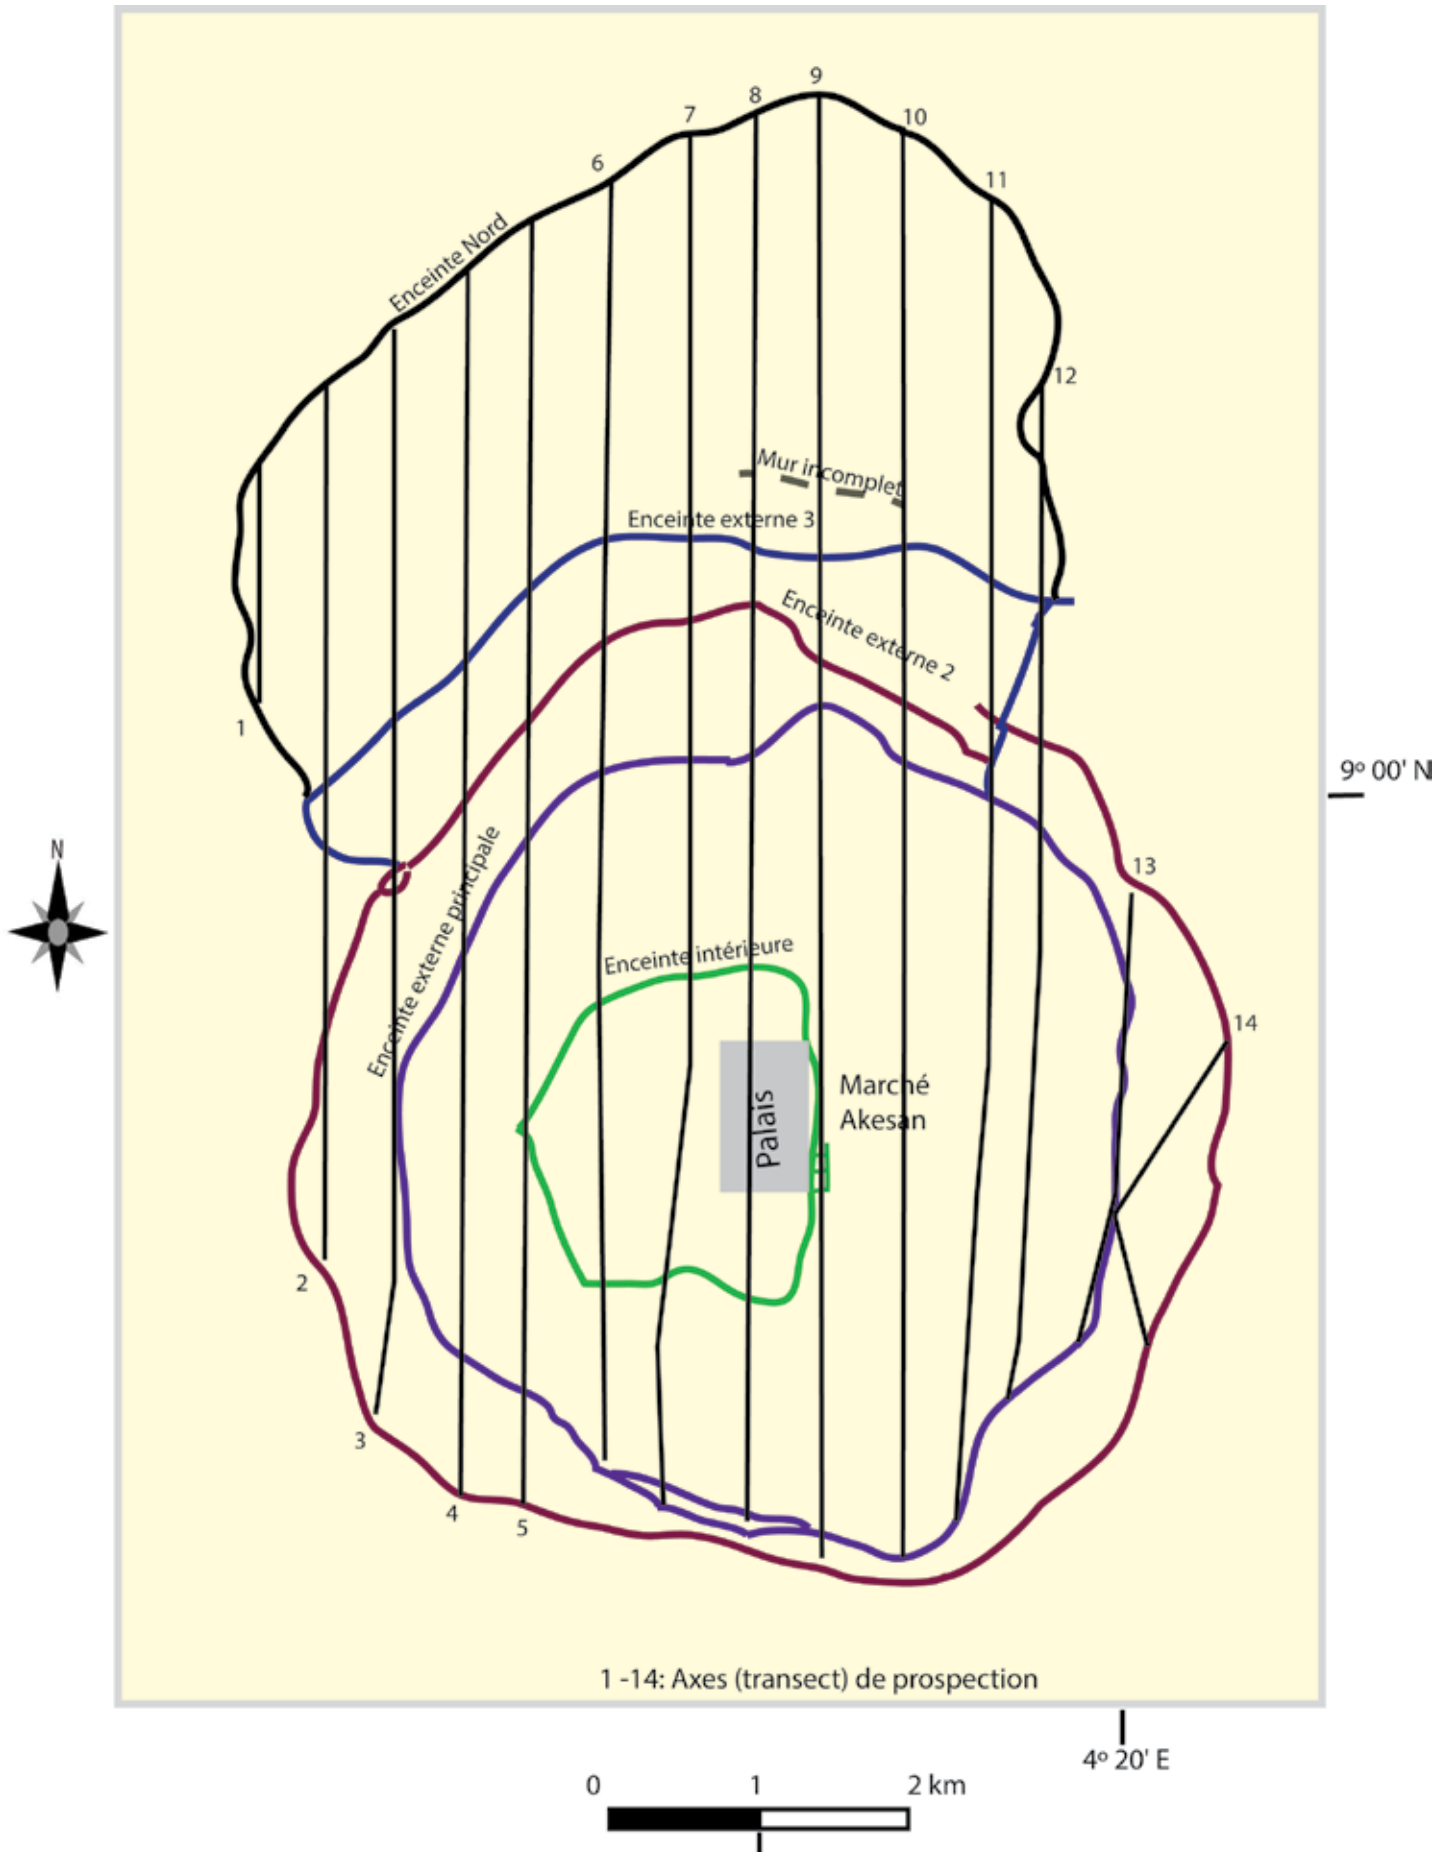 9
8
7
10
6
11
Enceinte Nord
12
Mur incomplet
Enceinte externe 3
Enceinte externe 2
1
9º 00' N
N
13
Enceinte externe principale
Enceinte intérieure
14
Marché
Akesan
Palais
2
3
4
5
1 -14: Axes (transect) de prospection
4º 20' E
0 1 2 km